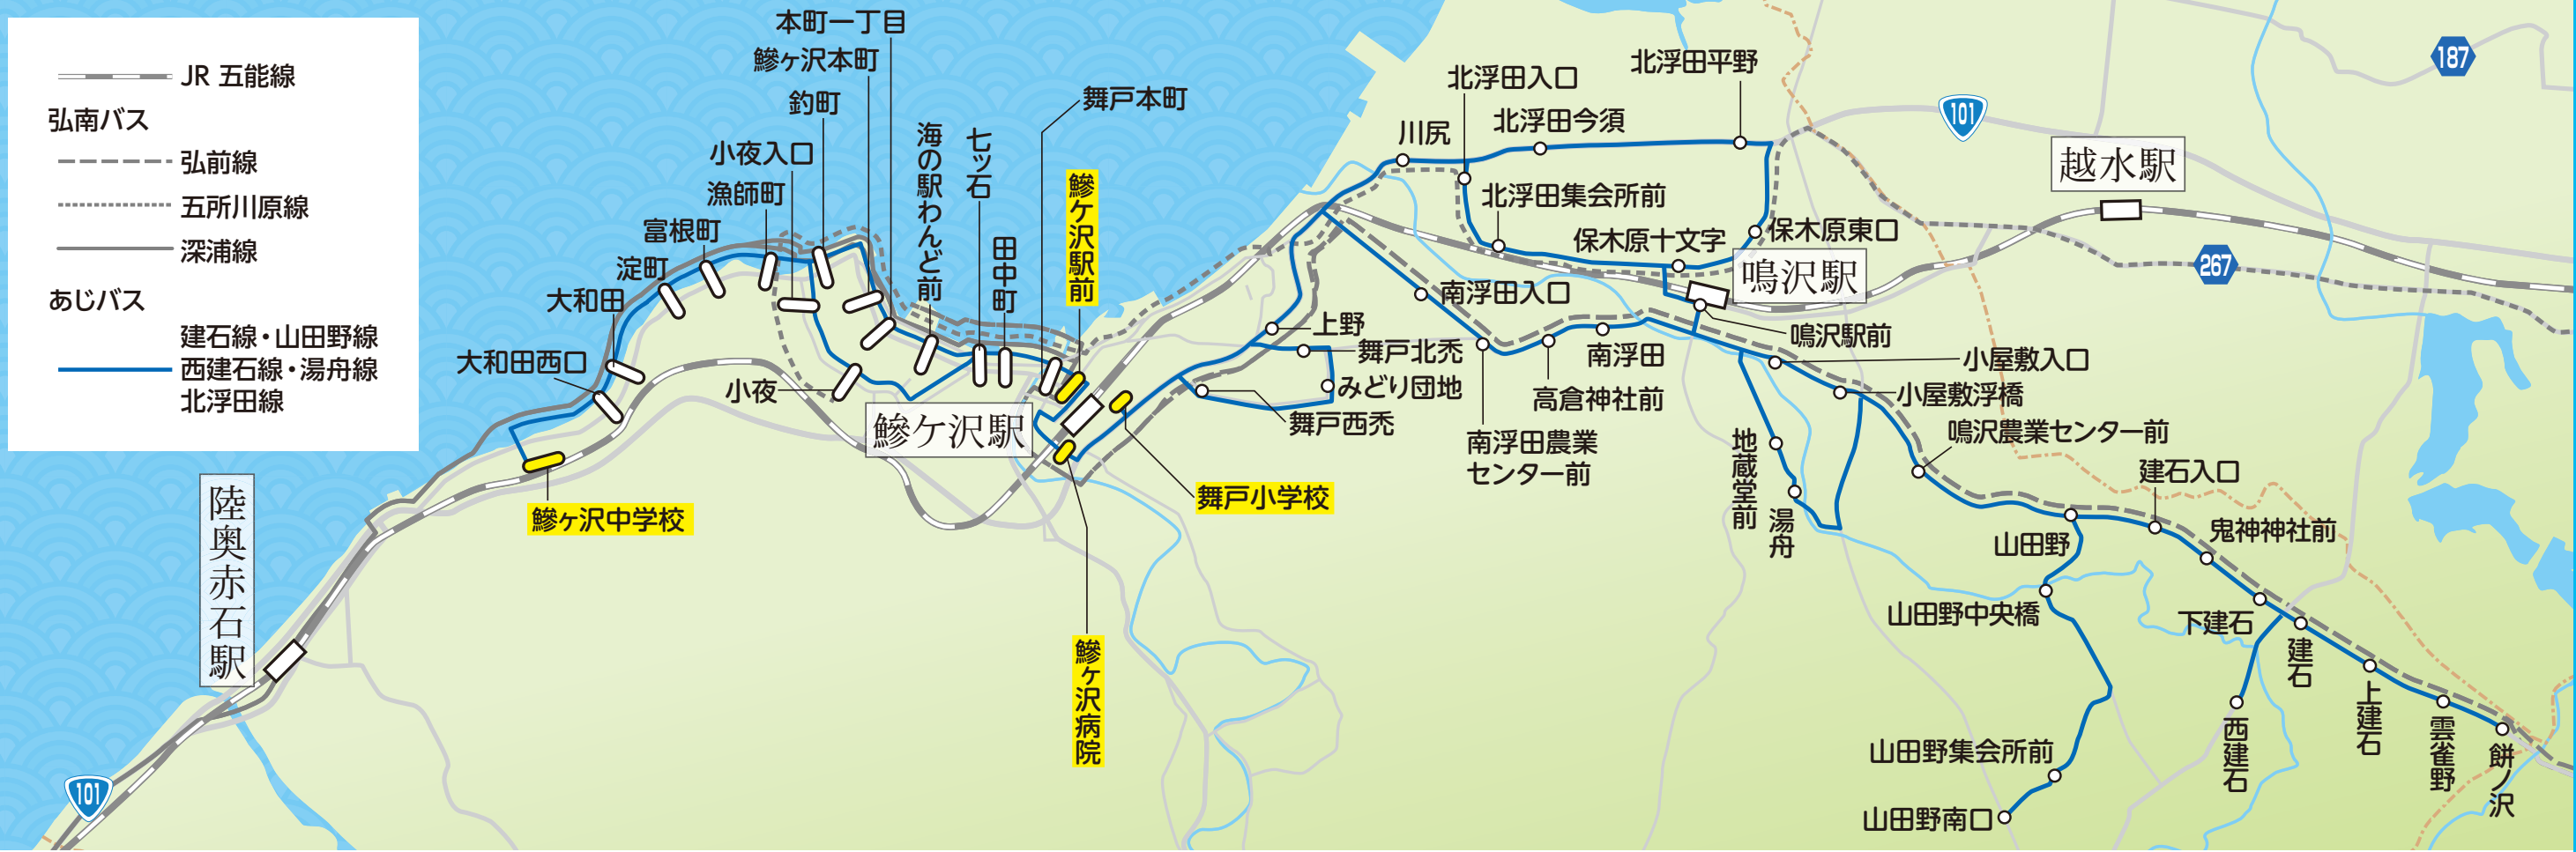 JR 五能線
弘南バス
弘前線
五所川原線
深浦線
あじバス
建石線・山田野線
西建石線・湯舟線
北浮田線
本町一丁目
鰺ヶ沢本町
釣町
小夜入口
漁師町
富根町
淀町
大和田
大和田西口
鰺ヶ沢中学校
陸奥赤石駅
101
小夜
海の駅わんど前
七ッ石
田中町
舞戸本町
鰺ケ沢駅前
鰺ケ沢駅
鰺ヶ沢病院
舞戸小学校
上野
舞戸北禿
みどり団地
舞戸西禿
川尻
北浮田入口
北浮田今須
北浮田平野
北浮田集会所前
保木原十文字
保木原東口
鳴沢駅
鳴沢駅前
南浮田入口
南浮田
高倉神社前
南浮田農業
センター前
越水駅
101
187
267
小屋敷入口
小屋敷浮橋
鳴沢農業センター前
地蔵堂前
湯舟
建石入口
鬼神神社前
山田野
山田野中央橋
山田野集会所前
山田野南口
下建石
建石
西建石
上建石
雲雀野
餅ノ沢